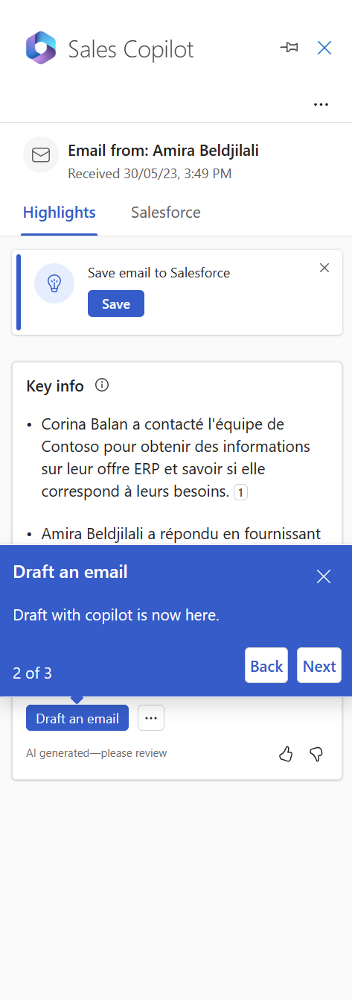 Sales Copilot
Email from: Amira Beldjilali
Received 30/05/23, 3:49 PM
Highlights
Salesforce
Save email to Salesforce
Save
Key info
• Corina Balan a contacté l'équipe de
Contoso pour obtenir des informations
sur leur offre ERP et savoir si elle
correspond à leurs besoins. 1
• Amira Beldjilali a répondu en fournissant
Draft an email
Draft with copilot is now here.
2 of 3
Back
Next
Draft an email
AI generated—please review